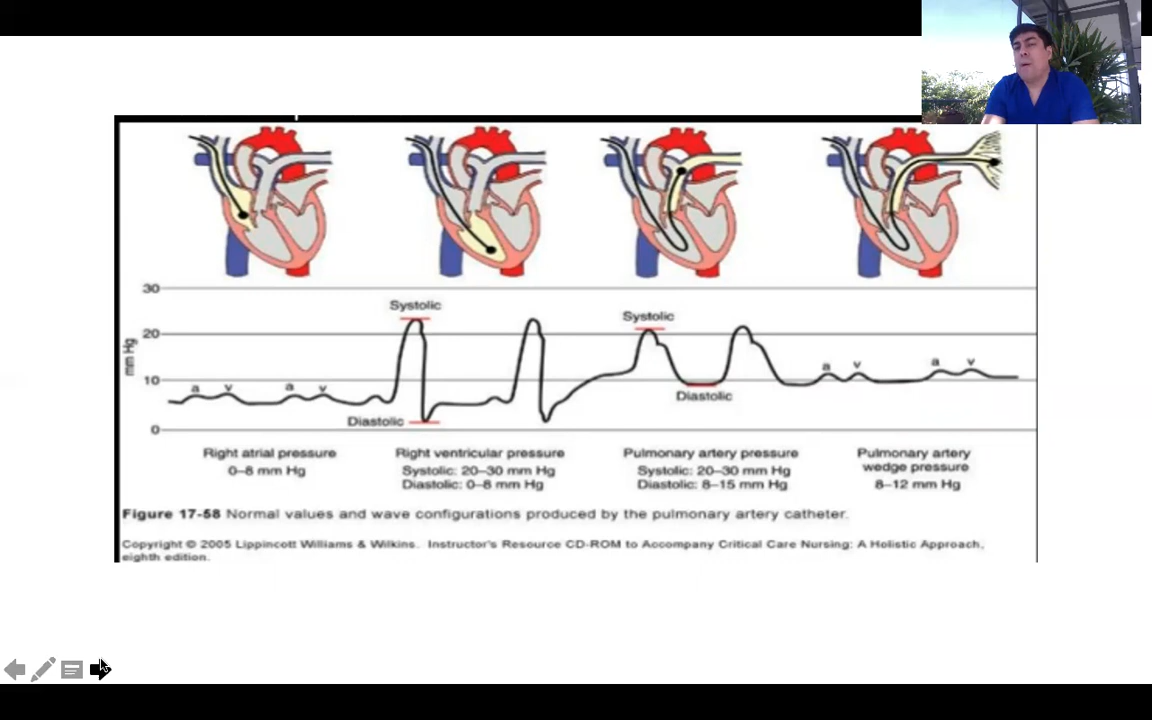 30
Systolic
Systolic
20
mm Hg
a v a v
a v a v
10
Diastolic
Diastolic
0
Right atrial pressure
0–8 mm Hg
Right ventricular pressure
Systolic: 20–30 mm Hg
Diastolic: 0–8 mm Hg
Pulmonary artery pressure
Systolic: 20–30 mm Hg
Diastolic: 8–15 mm Hg
Pulmonary artery
wedge pressure
8–12 mm Hg
Figure 17-58 Normal values and wave configurations produced by the pulmonary artery catheter.
Copyright © 2005 Lippincott Williams & Wilkins. Instructor's Resource CD-ROM to Accompany Critical Care Nursing: A Holistic Approach,
eighth edition.